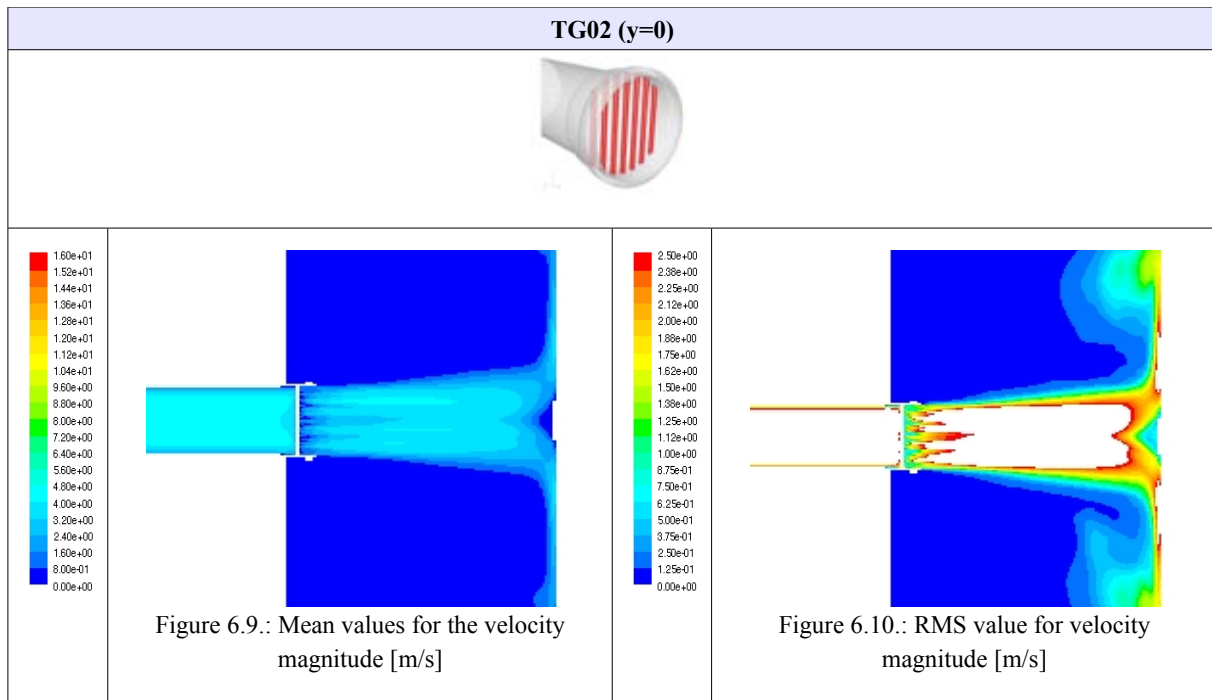 TG02 (y=0)
1.60e+01
1.52e+01
1.44e+01
1.36e+01
1.28e+01
1.20e+01
1.12e+01
1.04e+01
9.60e+00
8.80e+00
8.00e+00
7.20e+00
6.40e+00
5.60e+00
4.80e+00
4.00e+00
3.20e+00
2.40e+00
1.60e+00
8.00e-01
0.00e+00
Figure 6.9.: Mean values for the velocity
magnitude [m/s]
2.50e+00
2.38e+00
2.25e+00
2.12e+00
2.00e+00
1.88e+00
1.75e+00
1.62e+00
1.50e+00
1.38e+00
1.25e+00
1.12e+00
1.00e+00
8.75e-01
7.50e-01
6.25e-01
5.00e-01
3.75e-01
2.50e-01
1.25e-01
0.00e+00
Figure 6.10.: RMS value for velocity
magnitude [m/s]